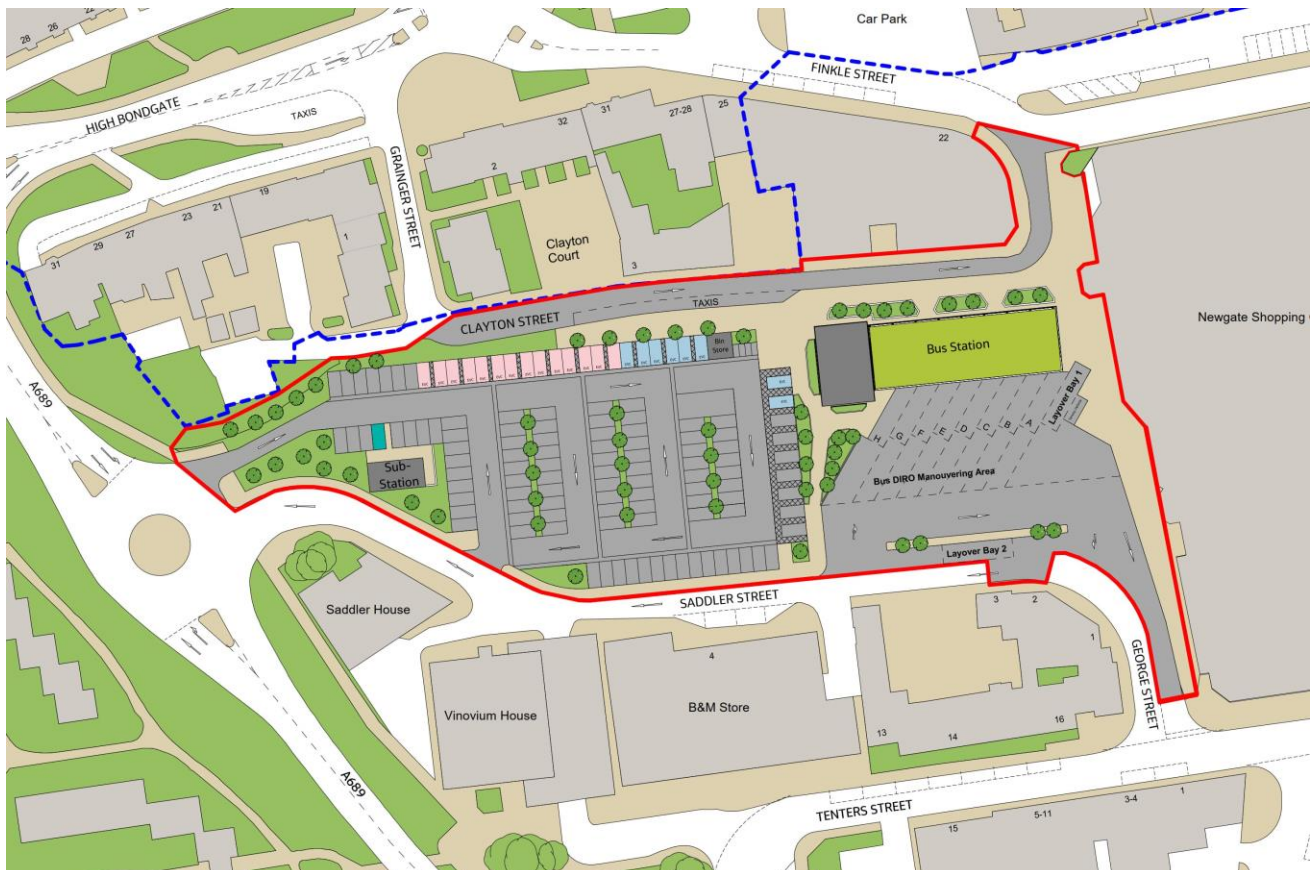 28
26
22
Car Park
FINKLE STREET
HIGH BONDGATE
TAXIS
GRAINGER STREET
32
31
27-28
25
22
2
19
21
23
27
29
31
1
Clayton
Court
3
CLAYTON STREET
TAXIS
A689
Bin
Store
Bus Station
Newgate Shopping
Layover Bay 1
H
G
F
E
D
C
B
A
Sub-
Station
Bus DIRO Manouvering Area
Layover Bay 2
SADDLER STREET
Saddler House
3
2
1
GEORGE STREET
4
Vinovium House
B&M Store
13
14
16
A689
TENTERS STREET
15
5-11
3-4
1